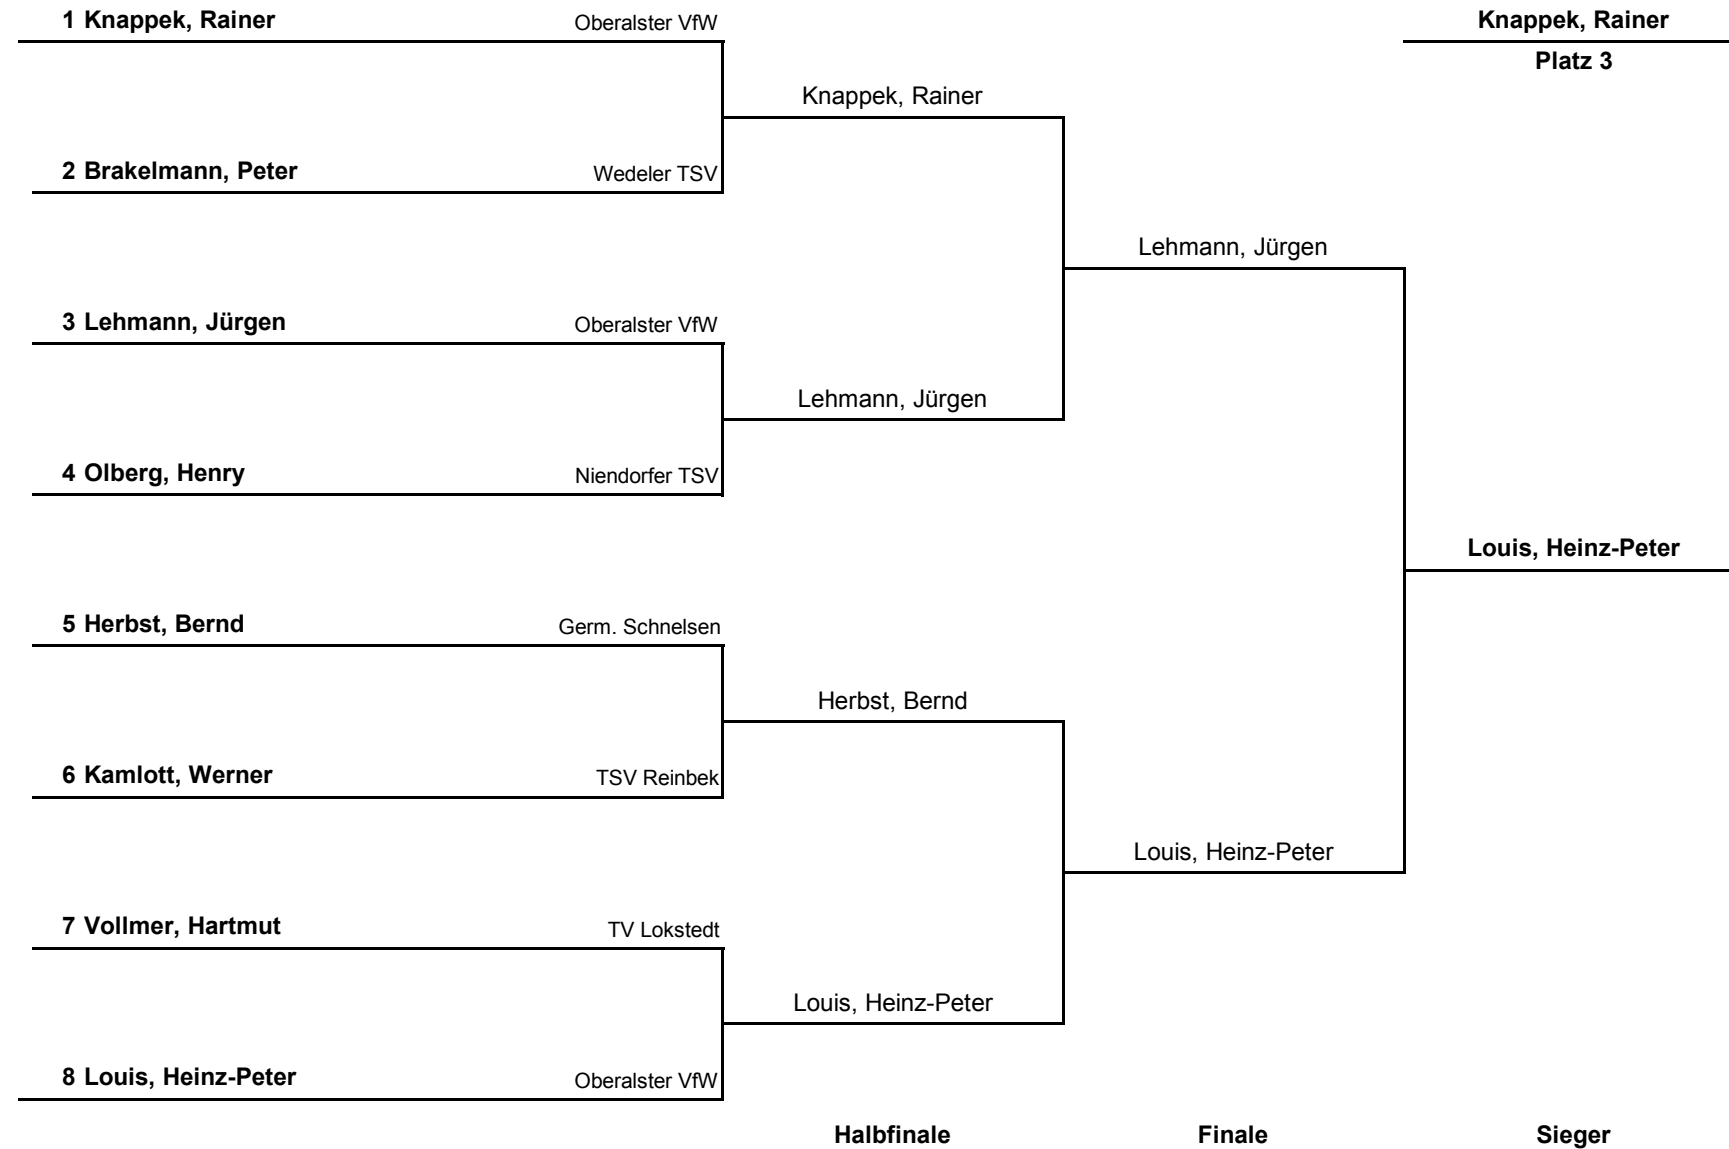 1 Knappek, Rainer Oberalster VfW Knappek, Rainer
Platz 3
Knappek, Rainer
2 Brakelmann, Peter Wedeler TSV
Lehmann, Jürgen
3 Lehmann, Jürgen Oberalster VfW
Lehmann, Jürgen
4 Olberg, Henry Niendorfer TSV
Louis, Heinz-Peter
5 Herbst, Bernd Germ. Schnelsen
Herbst, Bernd
6 Kamlott, Werner TSV Reinbek
Louis, Heinz-Peter
7 Vollmer, Hartmut TV Lokstedt
Louis, Heinz-Peter
8 Louis, Heinz-Peter Oberalster VfW
Halbfinale Finale Sieger